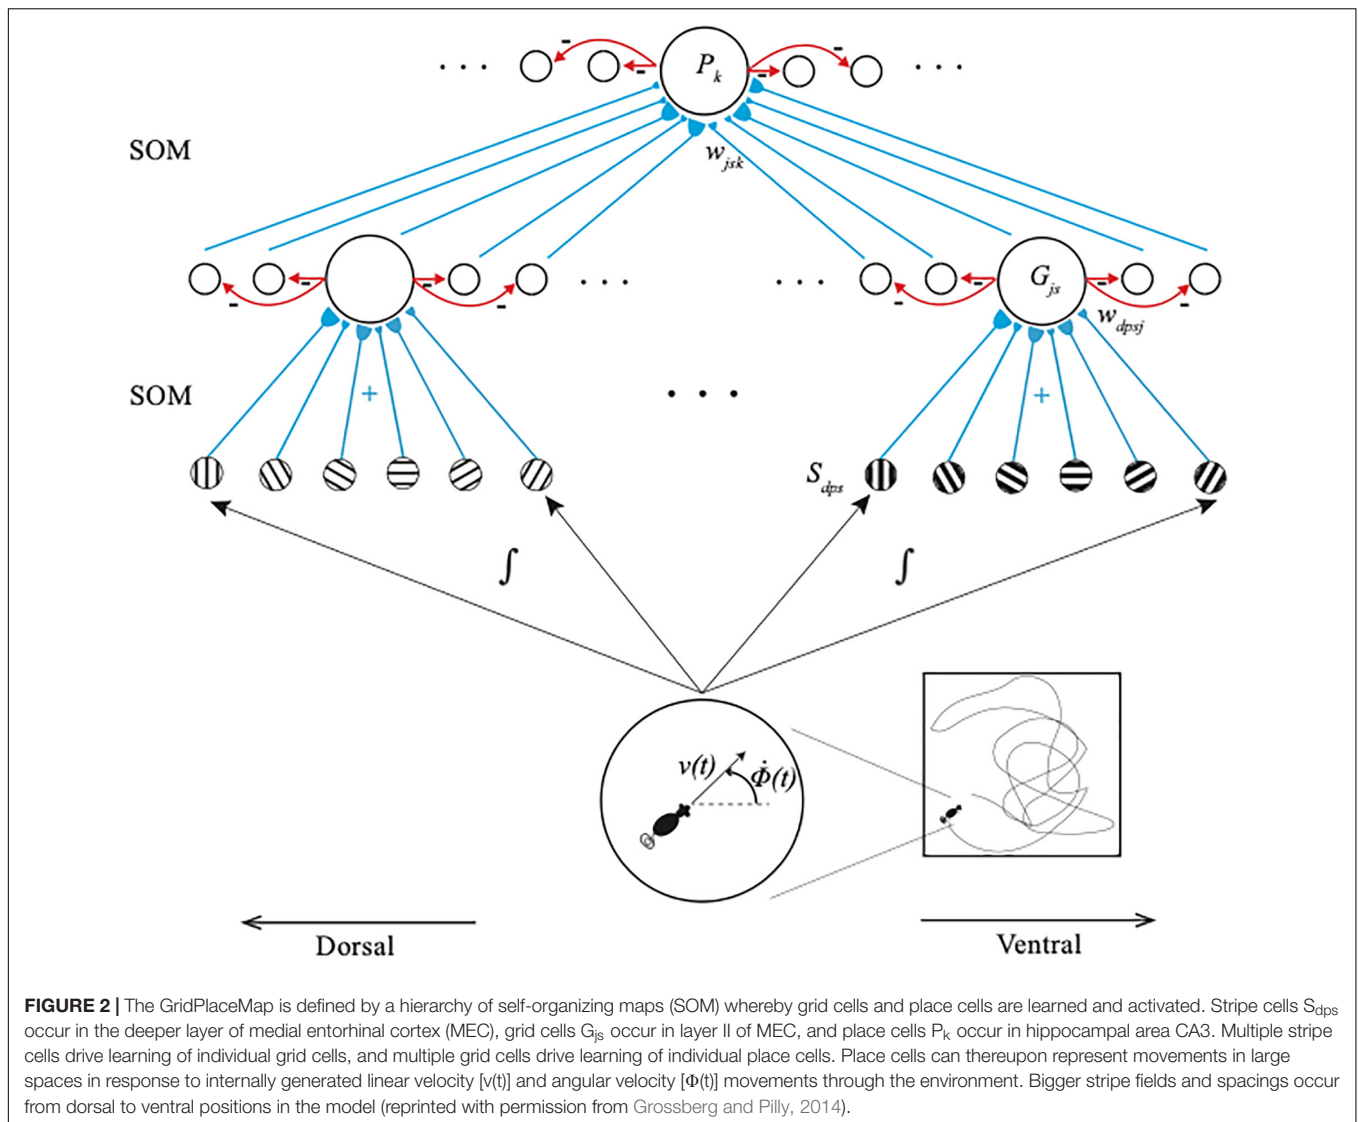 P_k
SOM
w_jsk
G_js
w_dpsj
SOM
+
+
S_dps
∫
∫
v(t)
Φ̇(t)
Dorsal
Ventral
FIGURE 2 | The GridPlaceMap is defined by a hierarchy of self-organizing maps (SOM) whereby grid cells and place cells are learned and activated. Stripe cells S_dps
occur in the deeper layer of medial entorhinal cortex (MEC), grid cells G_js occur in layer II of MEC, and place cells P_k occur in hippocampal area CA3. Multiple stripe
cells drive learning of individual grid cells, and multiple grid cells drive learning of individual place cells. Place cells can thereupon represent movements in large
spaces in response to internally generated linear velocity [v(t)] and angular velocity [Φ(t)] movements through the environment. Bigger stripe fields and spacings occur
from dorsal to ventral positions in the model (reprinted with permission from Grossberg and Pilly, 2014).